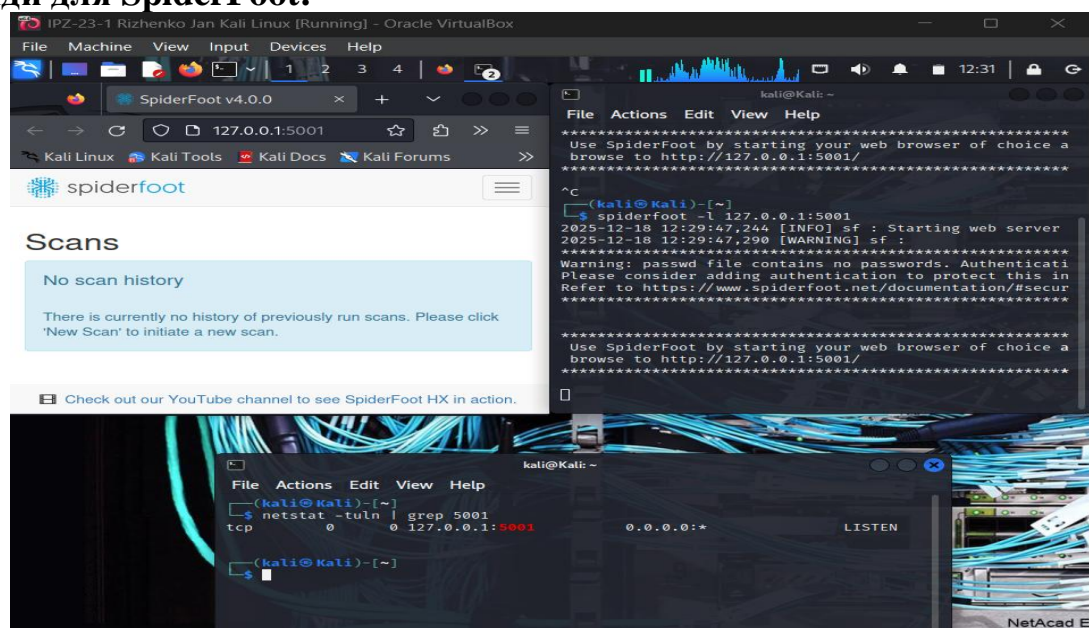 ди для SpiderFoot.
IPZ-23-1 Rizhenko Jan Kali Linux [Running] - Oracle VirtualBox
File Machine View Input Devices Help
1 2 3 4 2 12:31
SpiderFoot v4.0.0
127.0.0.1:5001
Kali Linux Kali Tools Kali Docs Kali Forums
spiderfoot
Scans
No scan history
There is currently no history of previously run scans. Please click
'New Scan' to initiate a new scan.
Check out our YouTube channel to see SpiderFoot HX in action.
kali@Kali: ~
File Actions Edit View Help
*************************************************************
Use SpiderFoot by starting your web browser of choice a
browse to http://127.0.0.1:5001/
*************************************************************
^C
(kali㉿Kali)-[~]
$ spiderfoot -l 127.0.0.1:5001
2025-12-18 12:29:47,244 [INFO] sf : Starting web server
2025-12-18 12:29:47,290 [WARNING] sf :
*************************************************************
Warning: passwd file contains no passwords. Authenticati
Please consider adding authentication to protect this in
Refer to https://www.spiderfoot.net/documentation/#secur
*************************************************************
*************************************************************
Use SpiderFoot by starting your web browser of choice a
browse to http://127.0.0.1:5001/
*************************************************************
kali@Kali: ~
File Actions Edit View Help
(kali㉿Kali)-[~]
$ netstat -tuln | grep 5001
tcp 0 0 127.0.0.1:5001 0.0.0.0:* LISTEN
(kali㉿Kali)-[~]
$
NetAcad E